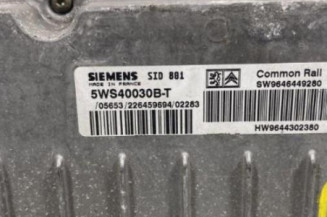 SIEMENS SID 801
MADE IN FRANCE
5WS40030B-T
/05653/226459694/02283
Common Rail
SW9646449280
HW9644302380